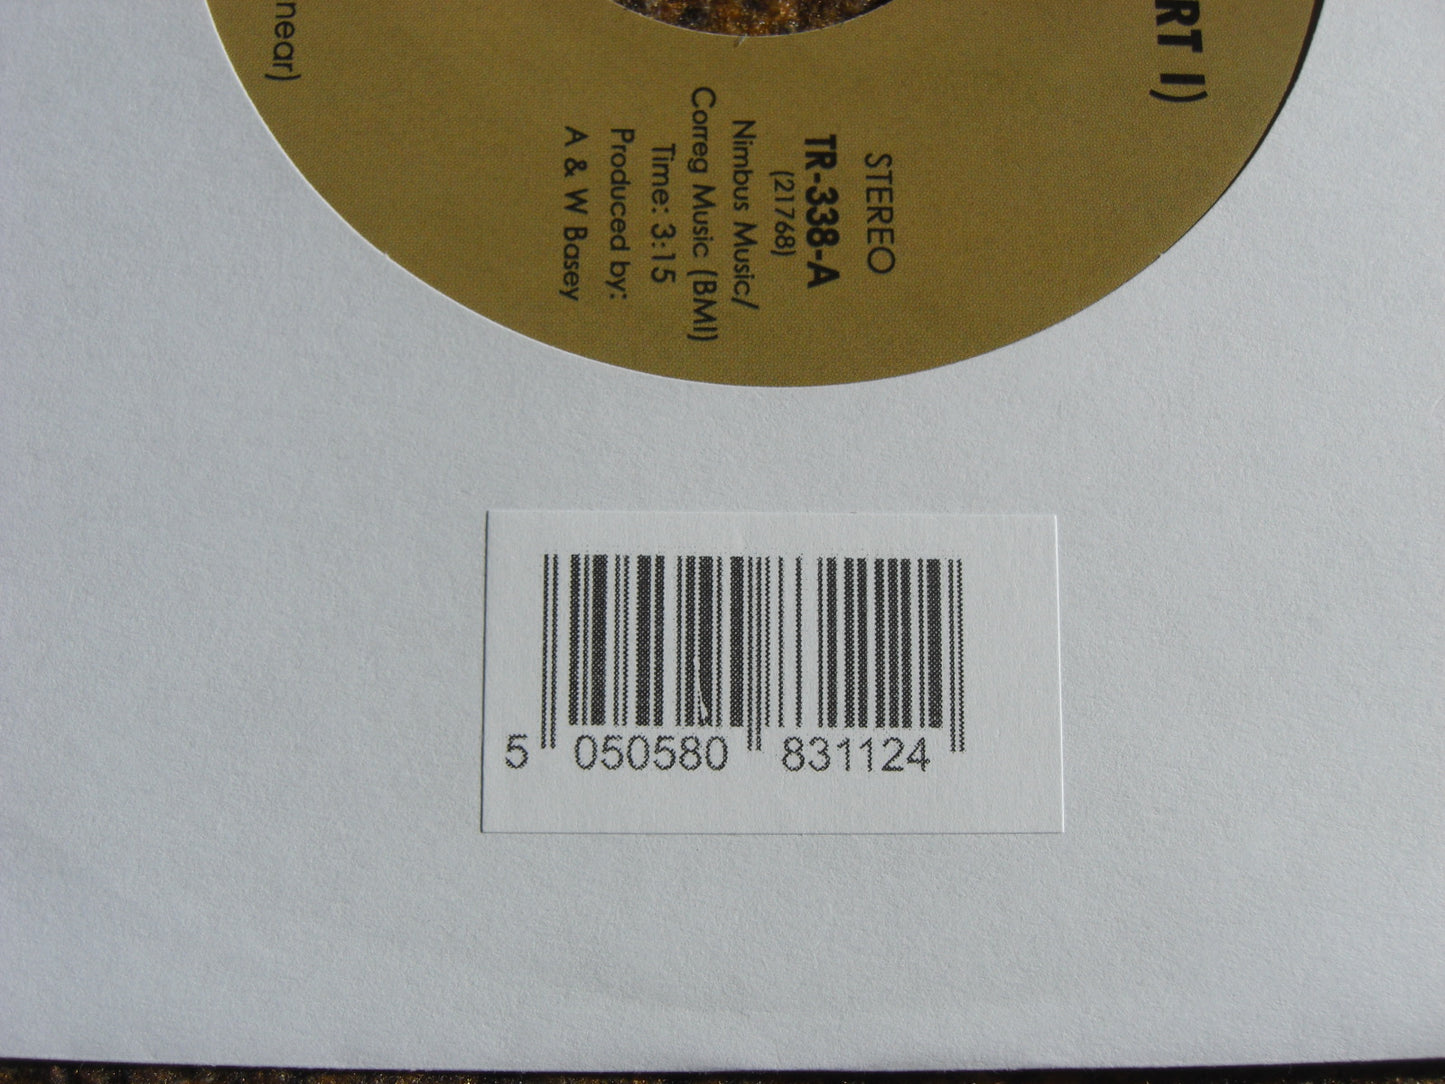 near)
RT I)
STEREO
TR-338-A
(21768)
Nimbus Music/
Correg Music (BMI)
Time: 3:15
Produced by:
A & W Basey
5 050580 831124